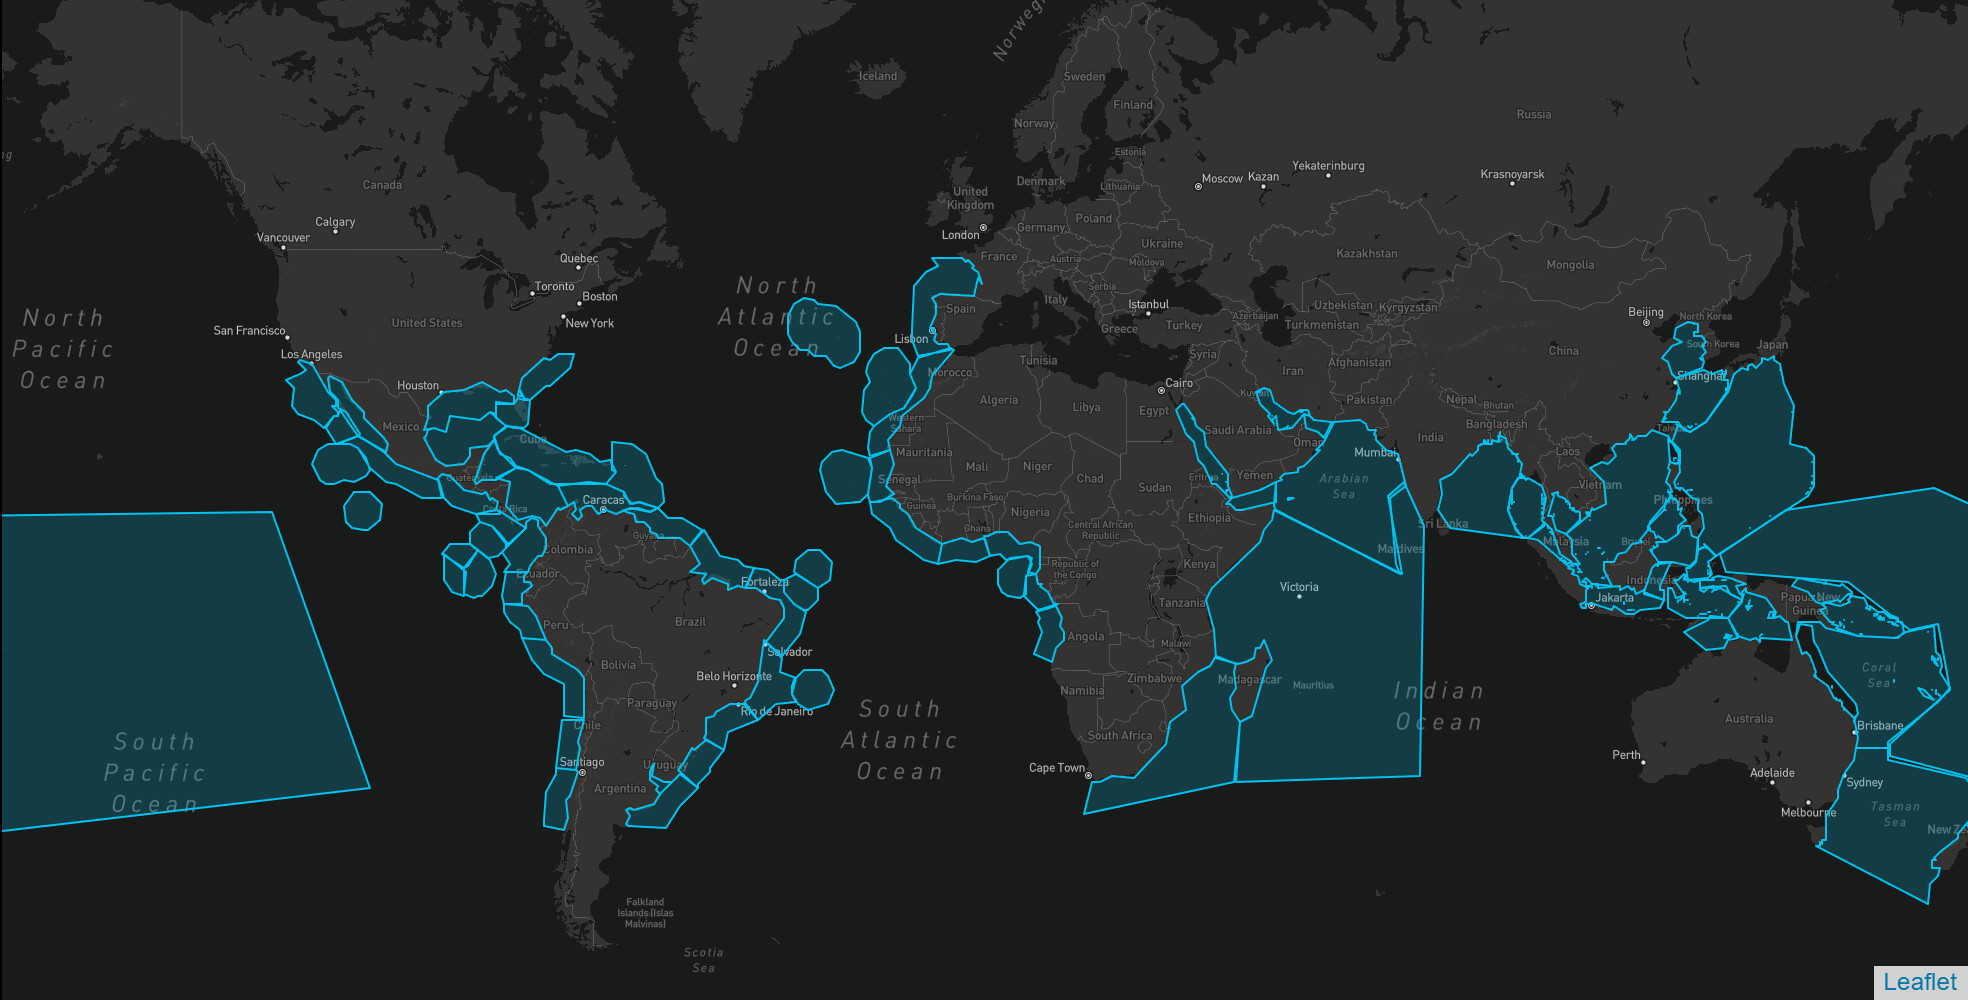 Norwegi
Iceland
Sweden
Finland
Norway
Russia
ng
Estonia
Yekaterinburg
Moscow
Kazan
Krasnoyarsk
Canada
Denmark
Lithuania
United
Kingdom
Calgary
Vancouver
London
Poland
Germany
Ukraine
Quebec
France
Austria
Moldova
Kazakhstan
Mongolia
Toronto
Boston
North
Atlantic
Ocean
Serbia
Italy
Istanbul
Spain
Uzbekistan
Kyrgyzstan
Beijing
North Korea
North
Pacific
Ocean
San Francisco
United States
New York
Lisbon
Greece
Turkey
Azerbaijan
Turkmenistan
South Korea
Japan
Los Angeles
Tunisia
Syria
Afghanistan
China
Houston
Morocco
Cairo
Iran
Shanghai
Algeria
Libya
Egypt
Kuwait
Pakistan
Nepal
Bhutan
Mexico
Western
Sahara
Saudi Arabia
Oman
India
Bangladesh
Taiwan
Cuba
Mauritania
Mumbai
Laos
Guatemala
Senegal
Mali
Niger
Chad
Sudan
Eritrea
Yemen
Arabian
Sea
Vietnam
Philippines
Costa Rica
Caracas
Guinea
Burkina Faso
Nigeria
Ghana
Central African
Republic
Ethiopia
Sri Lanka
Guyana
Colombia
Malaysia
Brunei
Maldives
Ecuador
Fortaleza
Republic of
the Congo
Kenya
Victoria
Indonesia
Jakarta
Papua New
Guinea
Peru
Brazil
Tanzania
Angola
Malawi
Salvador
Bolivia
Belo Horizonte
Zimbabwe
Madagascar
Mauritius
Namibia
Coral
Sea
Paraguay
Rio de Janeiro
Indian
Ocean
Chile
South
Atlantic
Ocean
South Africa
Australia
Brisbane
South
Pacific
Ocean
Santiago
Uruguay
Argentina
Cape Town
Perth
Adelaide
Sydney
Melbourne
Tasman
Sea
New Ze
Falkland
Islands (Islas
Malvinas)
Scotia
Sea
Leaflet